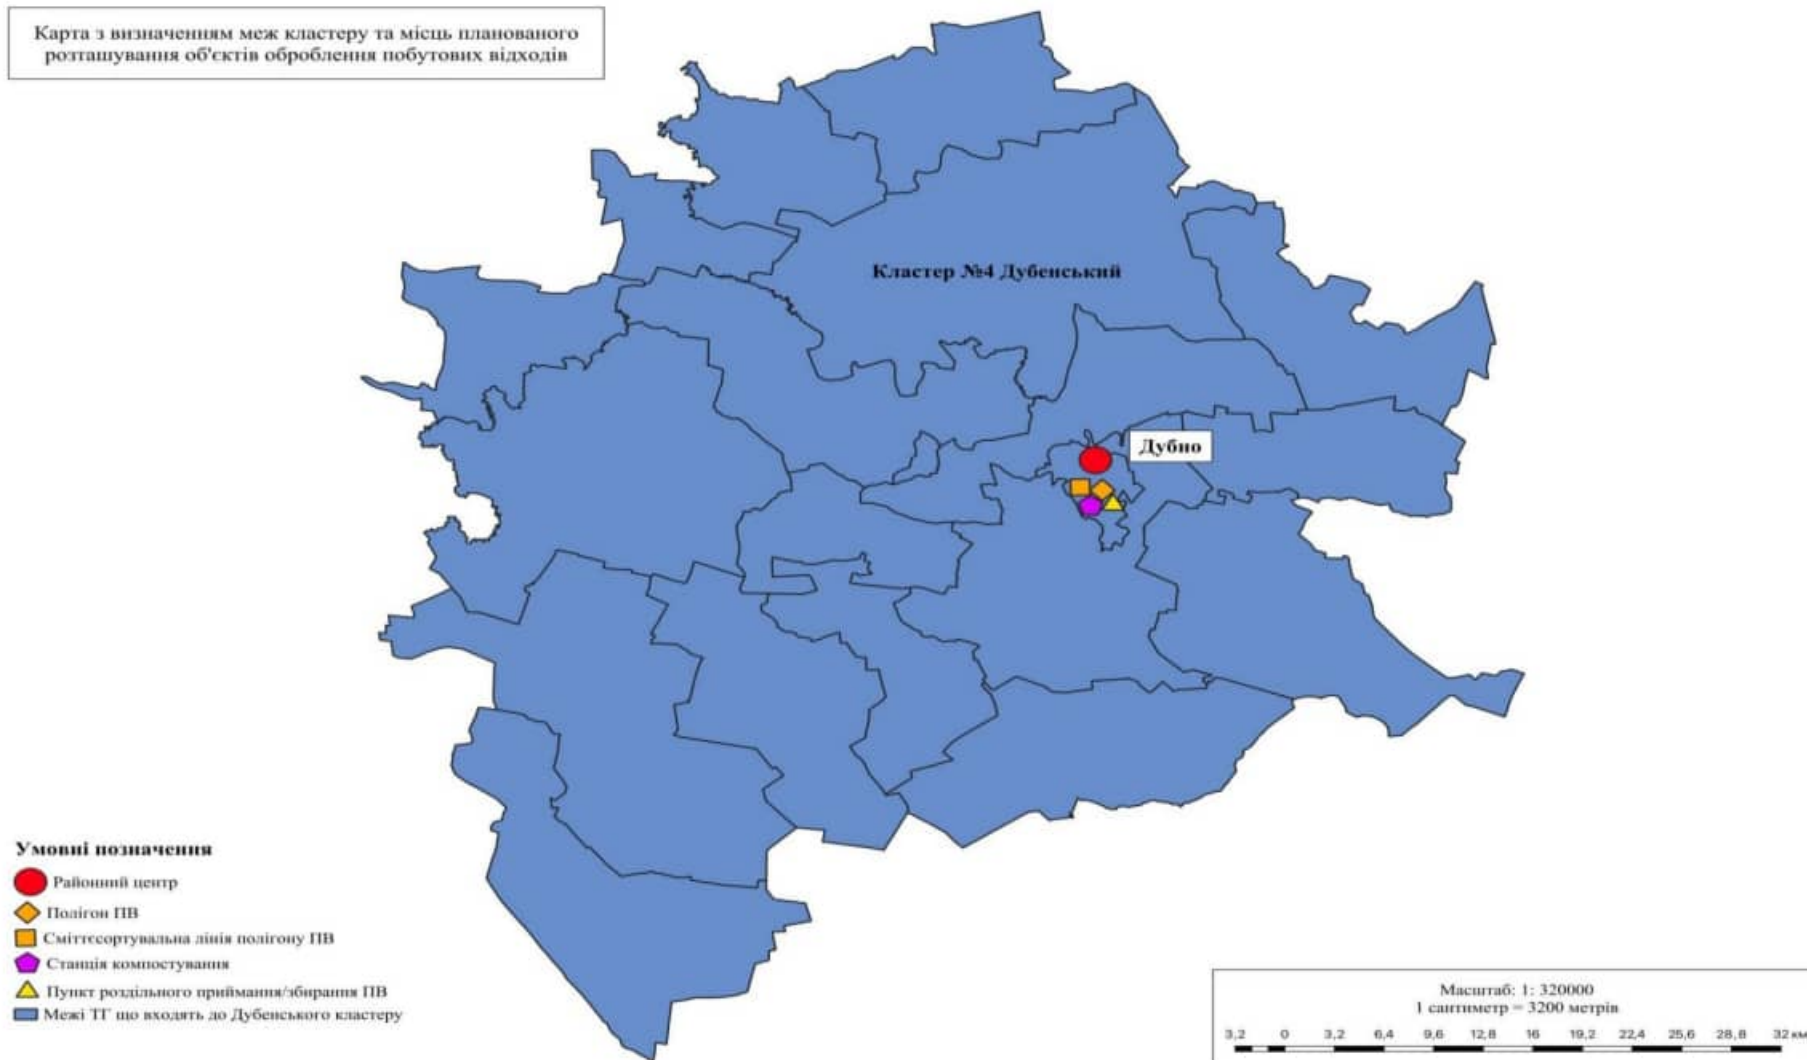 Карта з визначенням меж кластеру та місць планованого
розташування об'єктів оброблення побутових відходів
Кластер №4 Дубенський
Дубно
Умовні позначення
Районний центр
Полігон ПВ
Сміттєсортувальна лінія полігону ПВ
Станція компостування
Пункт роздільного приймання/збирання ПВ
Межі ТГ що входять до Дубенського кластеру
Масштаб: 1: 320000
1 сантиметр = 3200 метрів
3,2 0 3,2 6,4 9,6 12,8 16 19,2 22,4 25,6 28,8 32 км